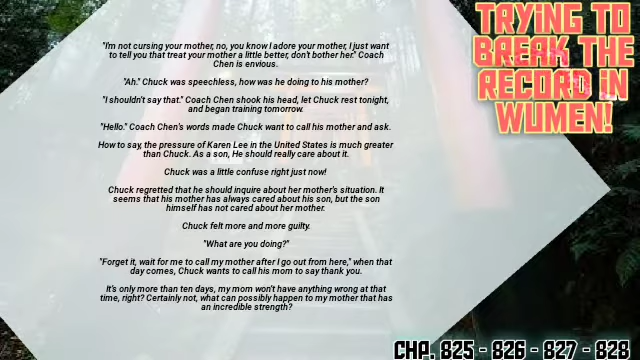 "I'm not cursing your mother, no, you know I adore your mother, I just want
to tell you that treat your mother a little better, don't bother her." Coach
Chen is envious.
"Ah." Chuck was speechless, how was he doing to his mother?
"I shouldn't say that." Coach Chen shook his head, let Chuck rest tonight,
and began training tomorrow.
"Hello." Coach Chen's words made Chuck want to call his mother and ask.
How to say, the pressure of Karen Lee in the United States is much greater
than Chuck. As a son, He should really care about it.
Chuck was a little confuse right just now!
Chuck regretted that he should inquire about her mother's situation. It
seems that his mother has always cared about his son, but the son
himself has not cared about her mother.
Chuck felt more and more guilty.
"What are you doing?"
"Forget it, wait for me to call my mother after I go out from here," when that
day comes, Chuck wants to call his mom to say thank you.
It's only more than ten days, my mom won't have anything wrong at that
time, right? Certainly not, what can possibly happen to my mother that has
an incredible strength?
TRYING TO
BREAK THE
RECORD IN
WUMEN!
CHP. 825 - 826 - 827 - 828